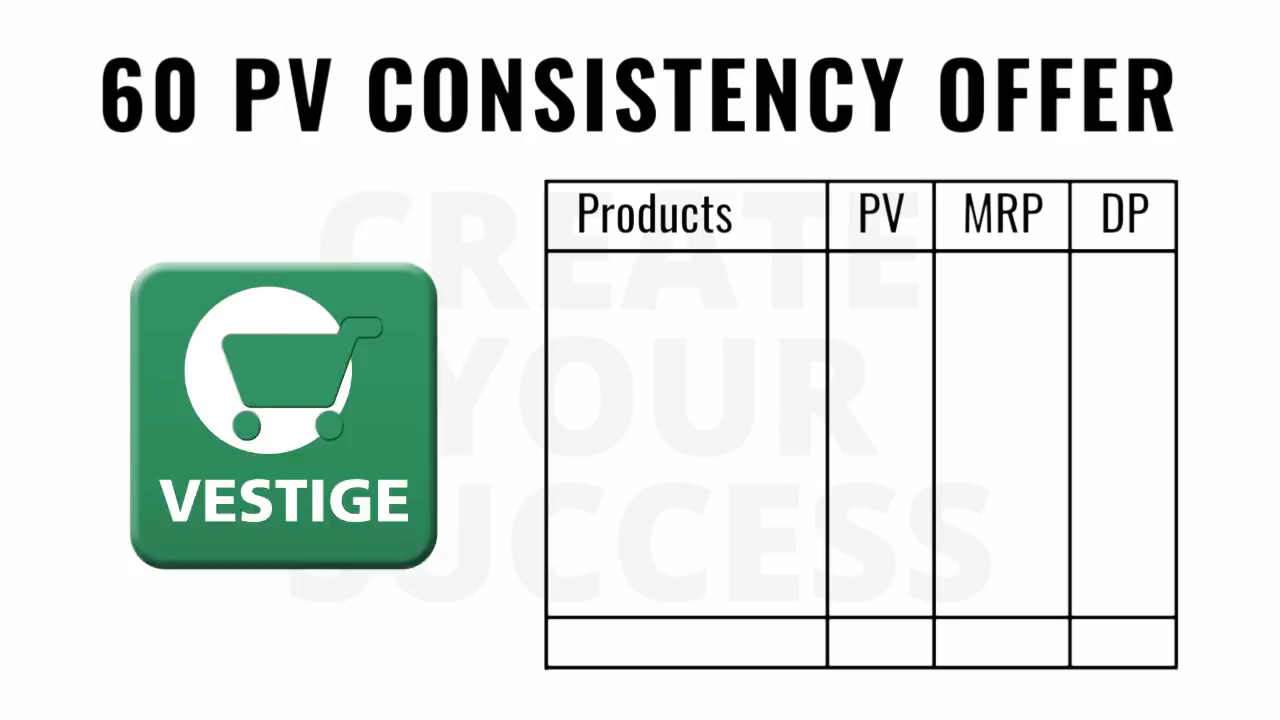 60 PV CONSISTENCY OFFER
Products PV MRP DP
VESTIGE
CREATE
YOUR
SUCCESS